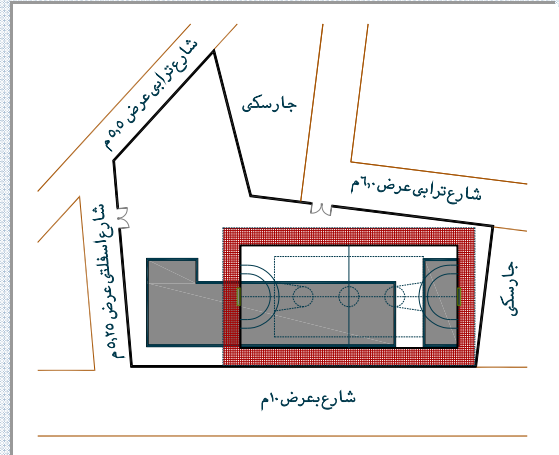 شارع ترابي عرض ٥,٥ م
جار سكني
شارع ترابي عرض ٦,٠ م
شارع اسفلتي عرض ٥,٢٥ م
جار سكني
شارع بعرض ١٠ م